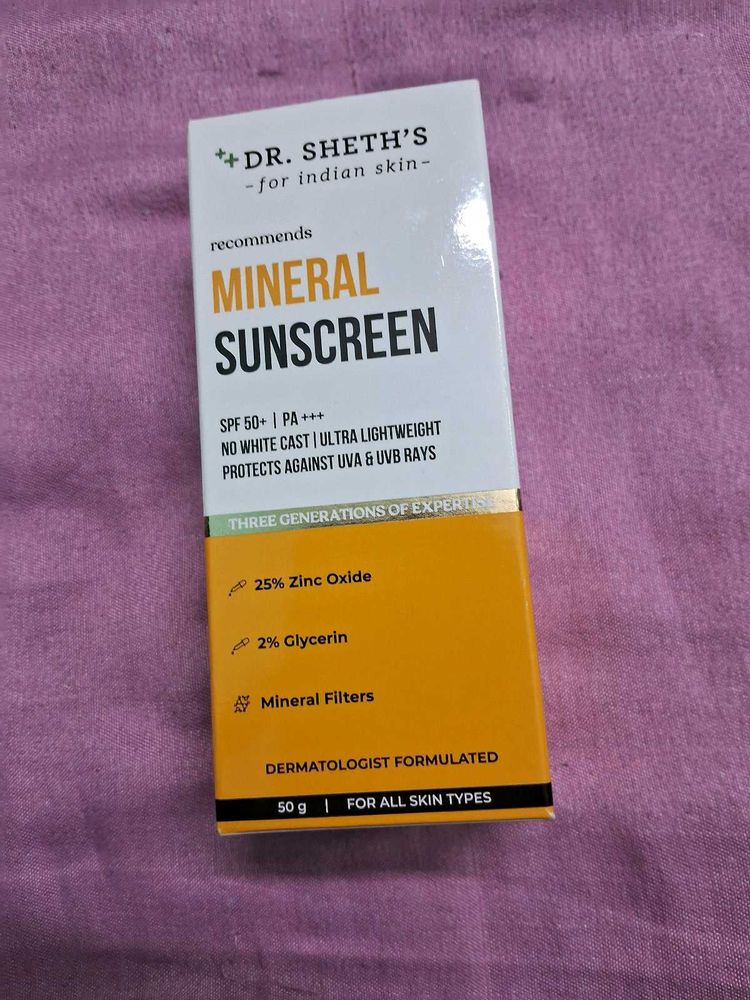 DR. SHETH'S
-for indian skin-
recommends
MINERAL
SUNSCREEN
SPF 50+ | PA +++
NO WHITE CAST | ULTRA LIGHTWEIGHT
PROTECTS AGAINST UVA & UVB RAYS
THREE GENERATIONS OF EXPERTISE
25% Zinc Oxide
2% Glycerin
Mineral Filters
DERMATOLOGIST FORMULATED
50 g | FOR ALL SKIN TYPES